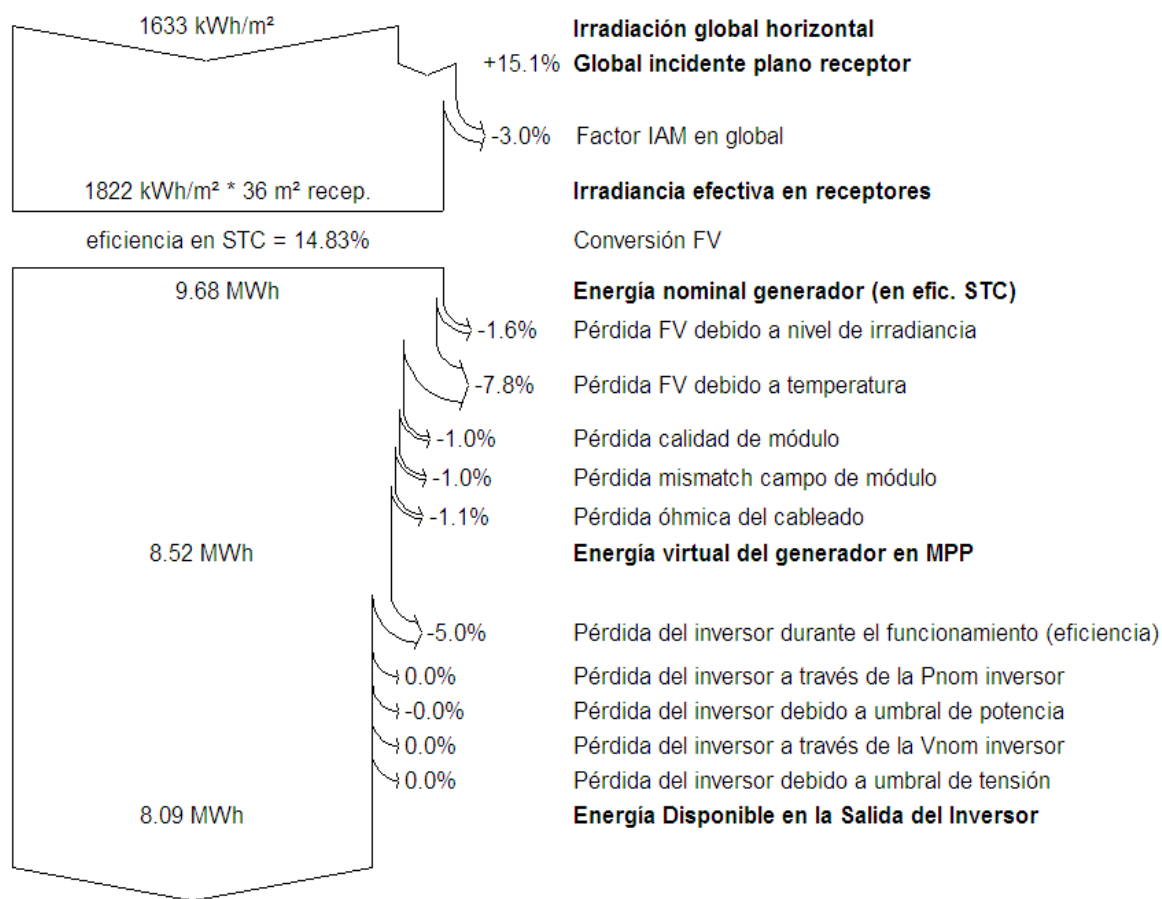 1633 kWh/m² Irradiación global horizontal
+15.1% Global incidente plano receptor
-3.0% Factor IAM en global
1822 kWh/m² * 36 m² recep. Irradiancia efectiva en receptores
eficiencia en STC = 14.83% Conversión FV
9.68 MWh Energía nominal generador (en efic. STC)
-1.6% Pérdida FV debido a nivel de irradiancia
-7.8% Pérdida FV debido a temperatura
-1.0% Pérdida calidad de módulo
-1.0% Pérdida mismatch campo de módulo
-1.1% Pérdida óhmica del cableado
8.52 MWh Energía virtual del generador en MPP
-5.0% Pérdida del inversor durante el funcionamiento (eficiencia)
0.0% Pérdida del inversor a través de la Pnom inversor
-0.0% Pérdida del inversor debido a umbral de potencia
0.0% Pérdida del inversor a través de la Vnom inversor
0.0% Pérdida del inversor debido a umbral de tensión
8.09 MWh Energía Disponible en la Salida del Inversor